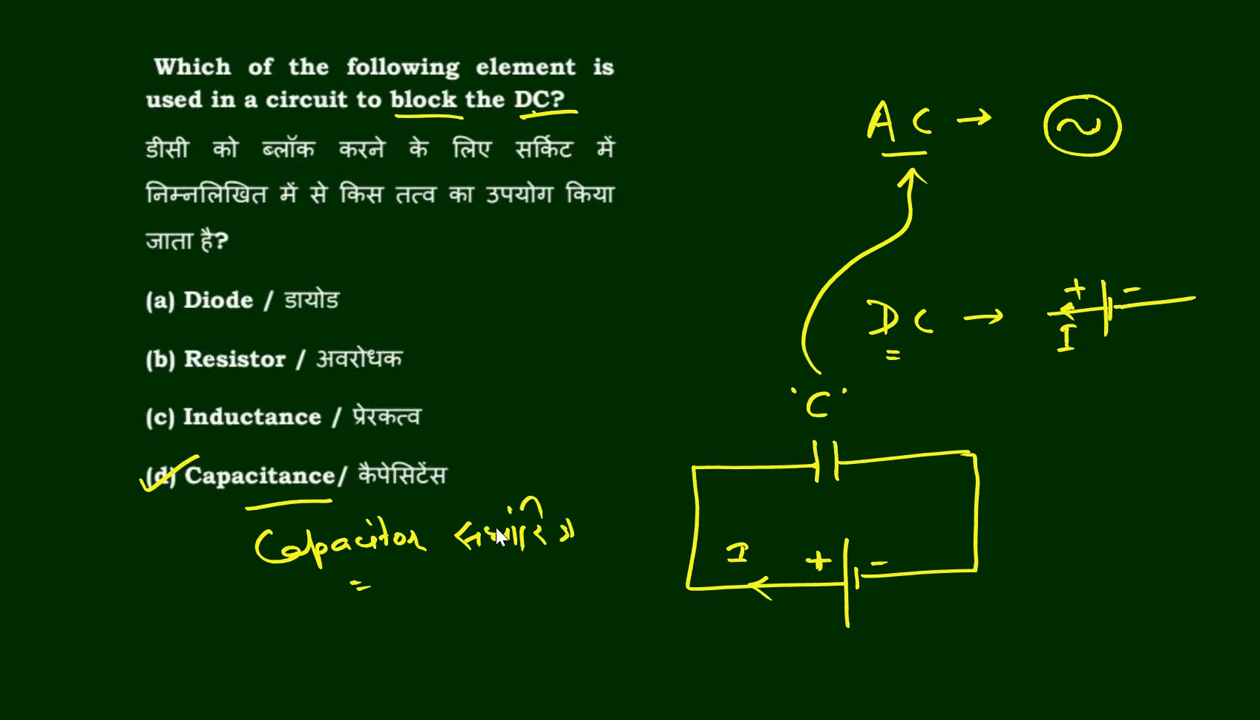 Which of the following element is
used in a circuit to block the DC?
डीसी को ब्लॉक करने के लिए सर्किट में
निम्नलिखित में से किस तत्व का उपयोग किया
जाता है?
(a) Diode / डायोड
(b) Resistor / अवरोधक
(c) Inductance / प्रेरकत्व
(d) Capacitance/ कैपेसिटेंस
Capacitor
AC →
DC → + -
I
'C'
I + -